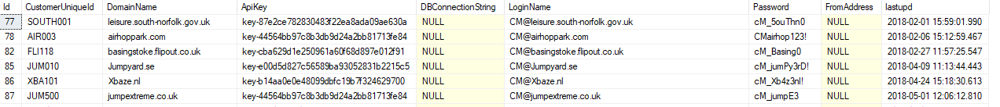 Id CustomerUniqueId DomainName ApiKey DBConnectionString LoginName Password FromAddress lastupd
77 SOUTH001 leisure.south-norfolk.gov.uk key-87e2ce782830483f22ea8ada09ae630a NULL CM@leisure.south-norfolk.gov.uk cM_5ouThn0 NULL 2018-02-01 15:59:01.990
78 AIR003 airhoppark.com key-44564bb97c8b3db9d24a2bb81713fe84 NULL CM@airhoppark.com CMairhop123! NULL 2018-02-06 15:12:59.467
82 FLI118 basingstoke.flipout.co.uk key-cba629d1e250961a60f68d897e012f91 NULL CM@basingstoke.flipout.co.uk cM_Basing0 NULL 2018-02-27 11:57:25.547
85 JUM010 Jumpyard.se key-e00d5d827c56589ba93052831b2215c5 NULL CM@Jumpyard.se cM_jumPy3rD! NULL 2018-04-09 11:13:44.443
86 XBA101 Xbaze.nl key-b14aa0e0e48099dbfc19b7f324629700 NULL CM@Xbaze.nl cM_Xb4z3nl! NULL 2018-04-24 15:18:30.613
87 JUM500 jumpextreme.co.uk key-44564bb97c8b3db9d24a2bb81713fe84 NULL CM@jumpextreme.co.uk cM_jumpE3 NULL 2018-05-01 12:06:12.810